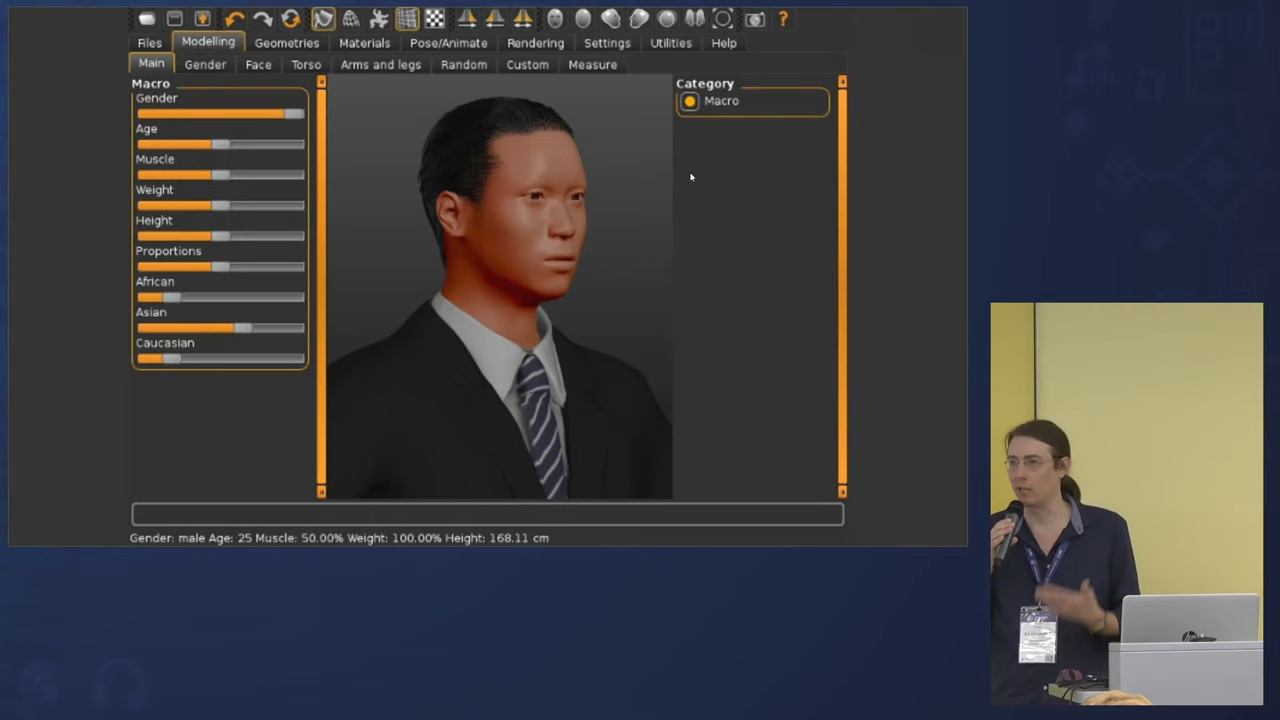 Files Modelling Geometries Materials Pose/Animate Rendering Settings Utilities Help
Main Gender Face Torso Arms and legs Random Custom Measure
Macro
Gender
Age
Muscle
Weight
Height
Proportions
African
Asian
Caucasian
Category
Macro
Gender: male Age: 25 Muscle: 50.00% Weight: 100.00% Height: 168.11 cm